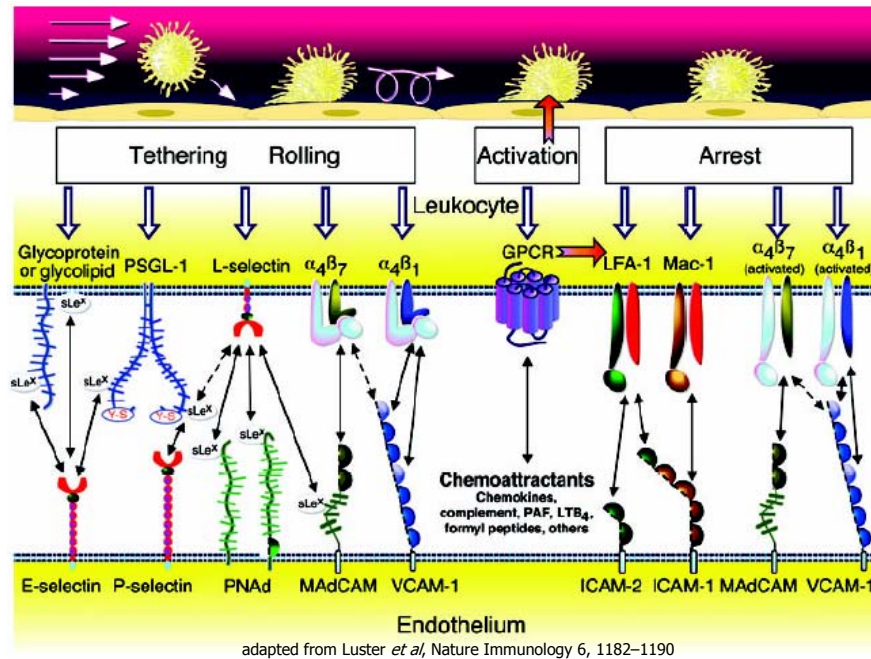 Tethering Rolling Activation Arrest
Leukocyte
Glycoprotein or glycolipid
PSGL-1
L-selectin
α4β7
α4β1
GPCR
LFA-1
Mac-1
α4β7 (activated)
α4β1 (activated)
sLeX
sLeX
sLeX
Y-S
Y-S
sLeX
sLeX
sLeX
sLeX
Chemoattractants
Chemokines,
complement, PAF, LTB4,
formyl peptides, others
E-selectin P-selectin PNAd MAdCAM VCAM-1 ICAM-2 ICAM-1 MAdCAM VCAM-1
Endothelium
adapted from Luster et al, Nature Immunology 6, 1182–1190